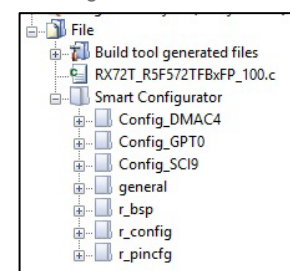 File
Build tool generated files
RX72T_R5F572TFBxFP_100.c
Smart Configurator
Config_DMAC4
Config_GPT0
Config_SCI9
general
r_bsp
r_config
r_pincfg